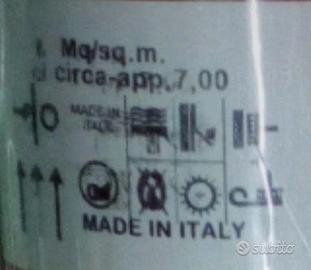 Mq/sq.m.
circa-app.7,00
MADE IN
ITALY
MADE IN ITALY
subito